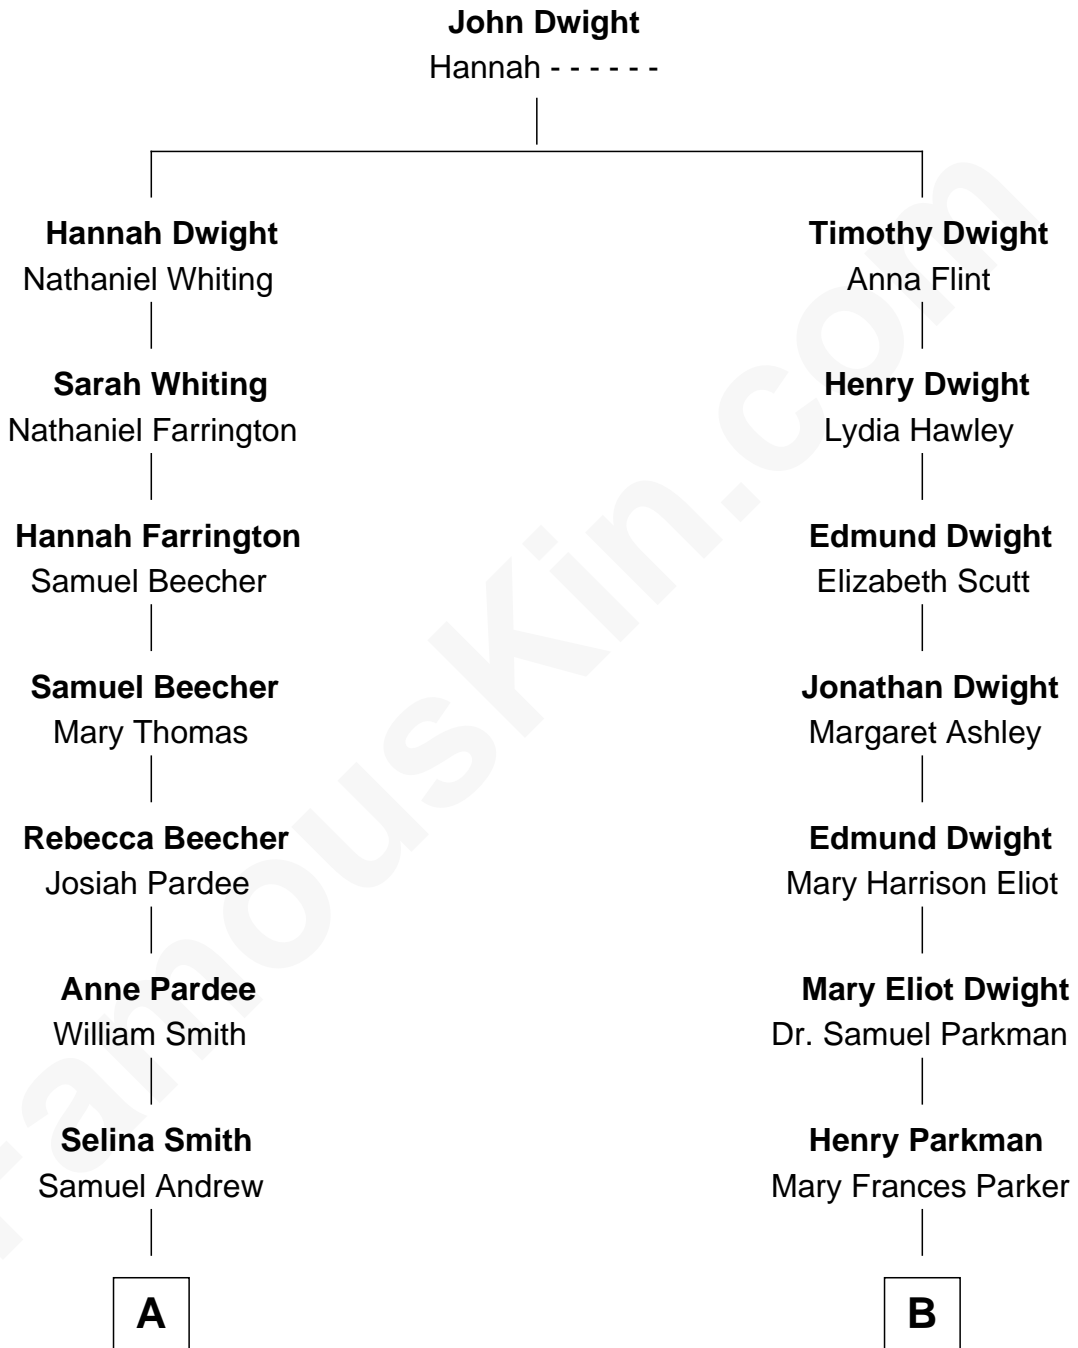 John Dwight
Hannah - - - - - -
Hannah Dwight
Nathaniel Whiting
Timothy Dwight
Anna Flint
Sarah Whiting
Nathaniel Farrington
Henry Dwight
Lydia Hawley
Hannah Farrington
Samuel Beecher
Edmund Dwight
Elizabeth Scutt
Samuel Beecher
Mary Thomas
Jonathan Dwight
Margaret Ashley
Rebecca Beecher
Josiah Pardee
Edmund Dwight
Mary Harrison Eliot
Anne Pardee
William Smith
Mary Eliot Dwight
Dr. Samuel Parkman
Selina Smith
Samuel Andrew
Henry Parkman
Mary Frances Parker
A
B
FamousKin.com